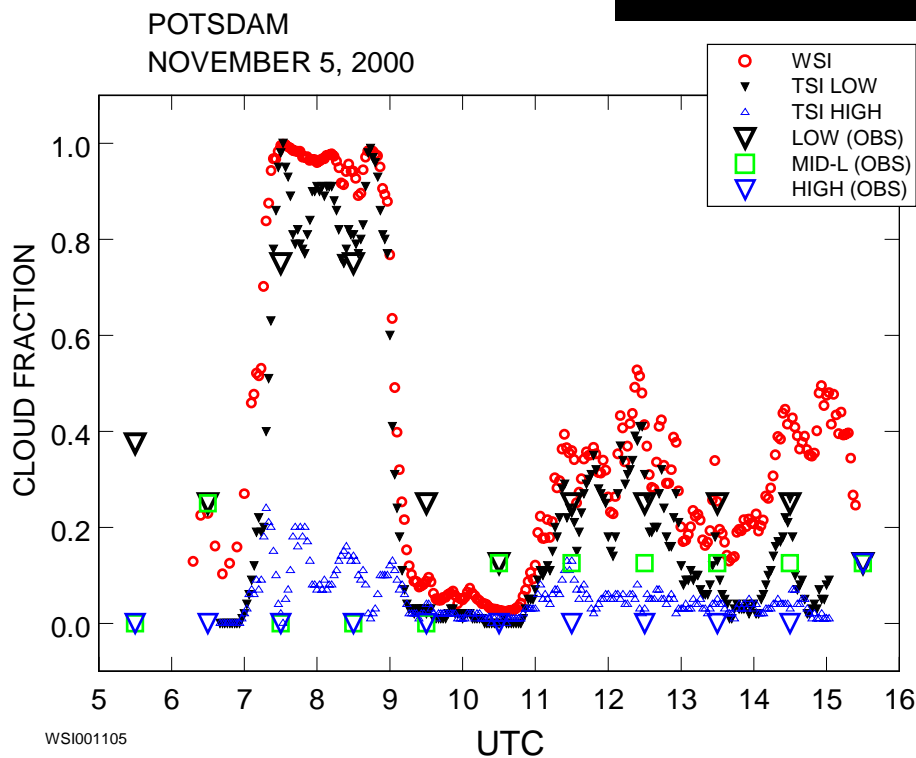 POTSDAM
NOVEMBER 5, 2000
WSI
TSI LOW
TSI HIGH
LOW (OBS)
MID-L (OBS)
HIGH (OBS)
CLOUD FRACTION
1.0
0.8
0.6
0.4
0.2
0.0
5 6 7 8 9 10 11 12 13 14 15 16
UTC
WSI001105